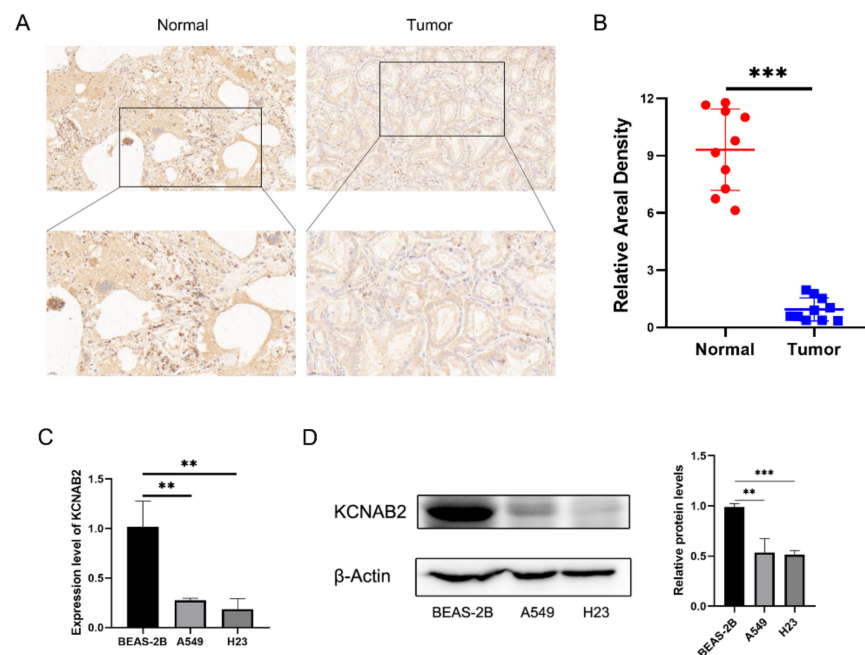 A
Normal
Tumor
B
***
Relative Areal Density
12
9
6
3
0
Normal
Tumor
C
**
**
Expression level of KCNAB2
1.5
1.0
0.5
0.0
BEAS-2B
A549
H23
D
KCNAB2
β-Actin
BEAS-2B
A549
H23
***
**
Relative protein levels
1.5
1.0
0.5
0.0
BEAS-2B
A549
H23